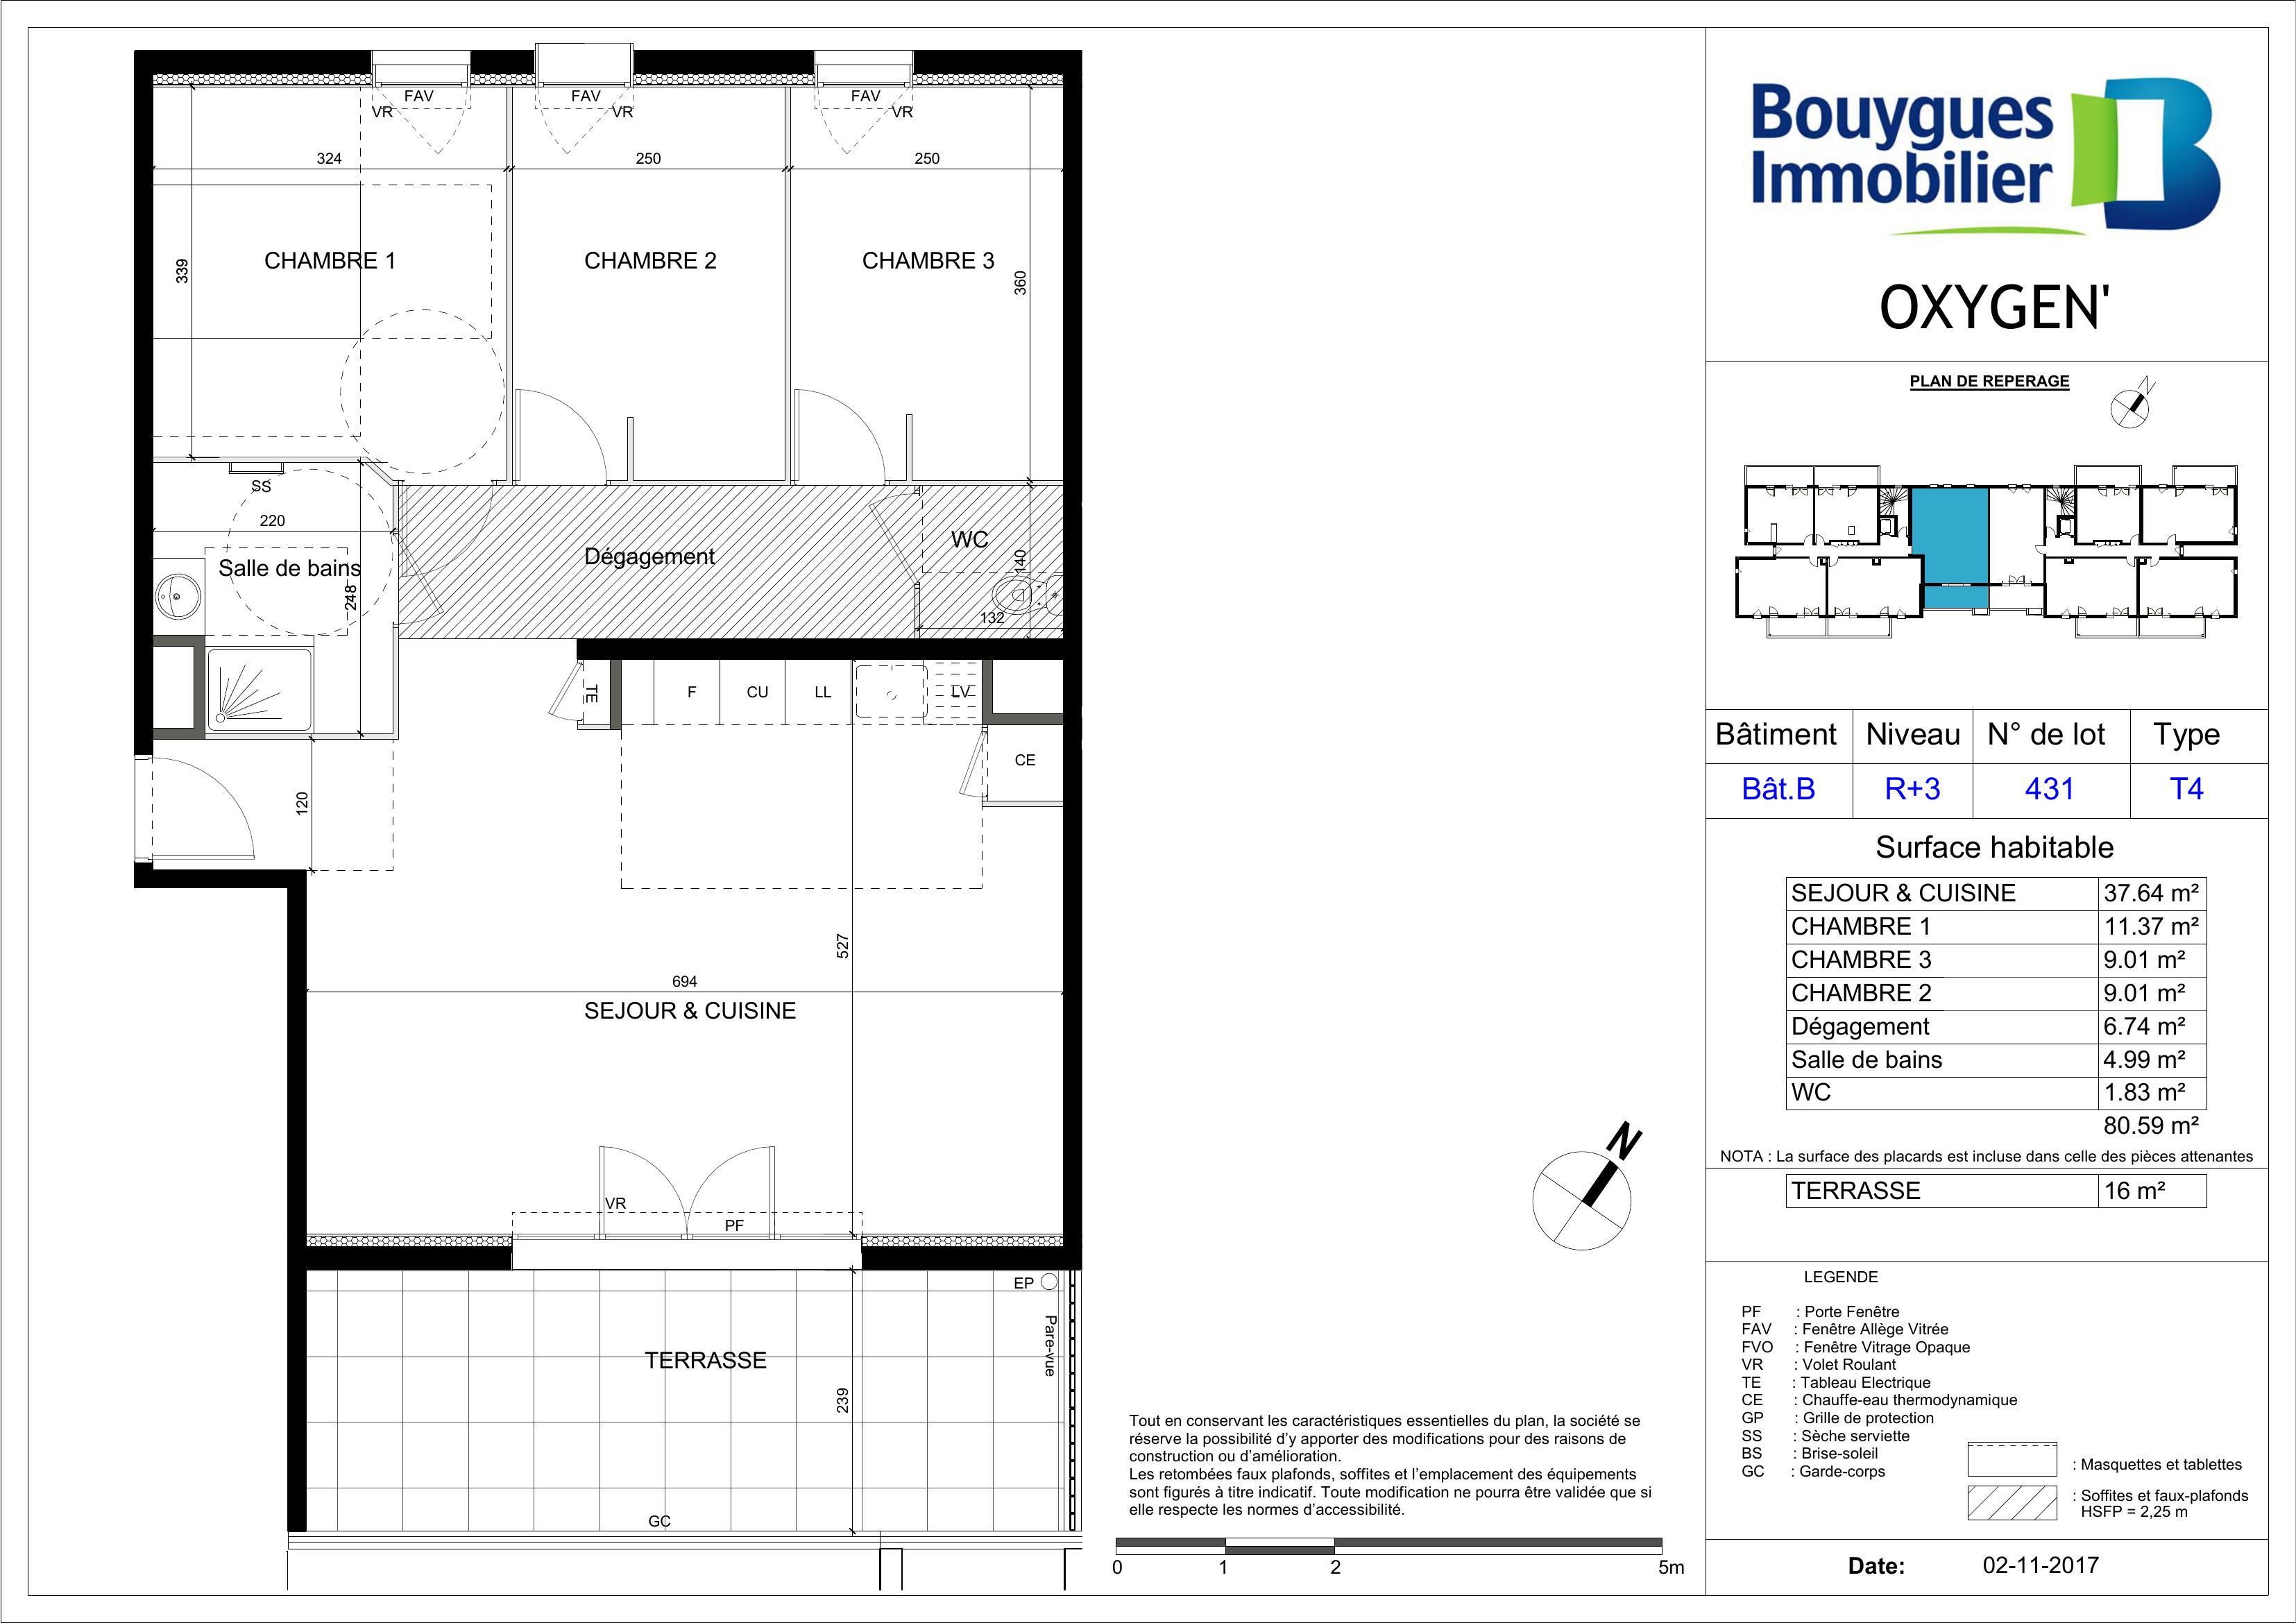 FAV
VR
FAV
VR
FAV
VR
324
250
250
CHAMBRE 1
CHAMBRE 2
CHAMBRE 3
339
360
SS
220
Salle de bains
248
Dégagement
WC
140
132
TE
F
CU
LL
LV
CE
120
527
694
SEJOUR & CUISINE
VR
PF
EP
Pare-vue
TERRASSE
239
GC
N
Tout en conservant les caractéristiques essentielles du plan, la société se
réserve la possibilité d'y apporter des modifications pour des raisons de
construction ou d'amélioration.
Les retombées faux plafonds, soffites et l'emplacement des équipements
sont figurés à titre indicatif. Toute modification ne pourra être validée que si
elle respecte les normes d'accessibilité.
0 1 2 5m
Bouygues
Immobilier
OXYGEN'
PLAN DE REPERAGE
N
Bâtiment Niveau N° de lot Type
Bât.B R+3 431 T4
Surface habitable
SEJOUR & CUISINE 37.64 m²
CHAMBRE 1 11.37 m²
CHAMBRE 3 9.01 m²
CHAMBRE 2 9.01 m²
Dégagement 6.74 m²
Salle de bains 4.99 m²
WC 1.83 m²
80.59 m²
NOTA : La surface des placards est incluse dans celle des pièces attenantes
TERRASSE 16 m²
LEGENDE
PF : Porte Fenêtre
FAV : Fenêtre Allège Vitrée
FVO : Fenêtre Vitrage Opaque
VR : Volet Roulant
TE : Tableau Electrique
CE : Chauffe-eau thermodynamique
GP : Grille de protection
SS : Sèche serviette
BS : Brise-soleil
GC : Garde-corps
: Masquettes et tablettes
: Soffites et faux-plafonds
HSFP = 2,25 m
Date: 02-11-2017